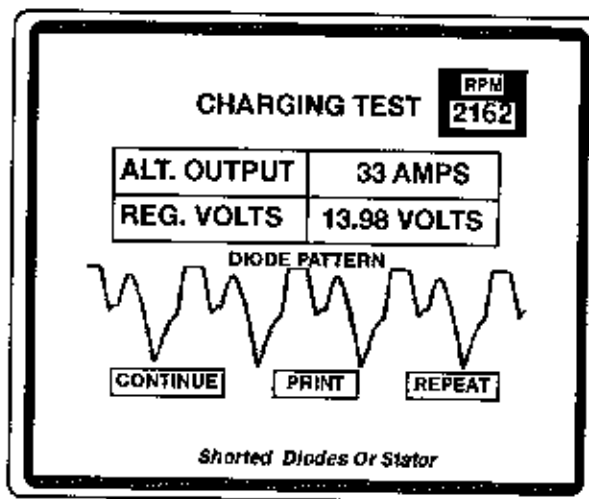 RPM
CHARGING TEST 2162
ALT. OUTPUT 33 AMPS
REG. VOLTS 13.98 VOLTS
DIODE PATTERN
CONTINUE PRINT REPEAT
Shorted Diodes Or Stator